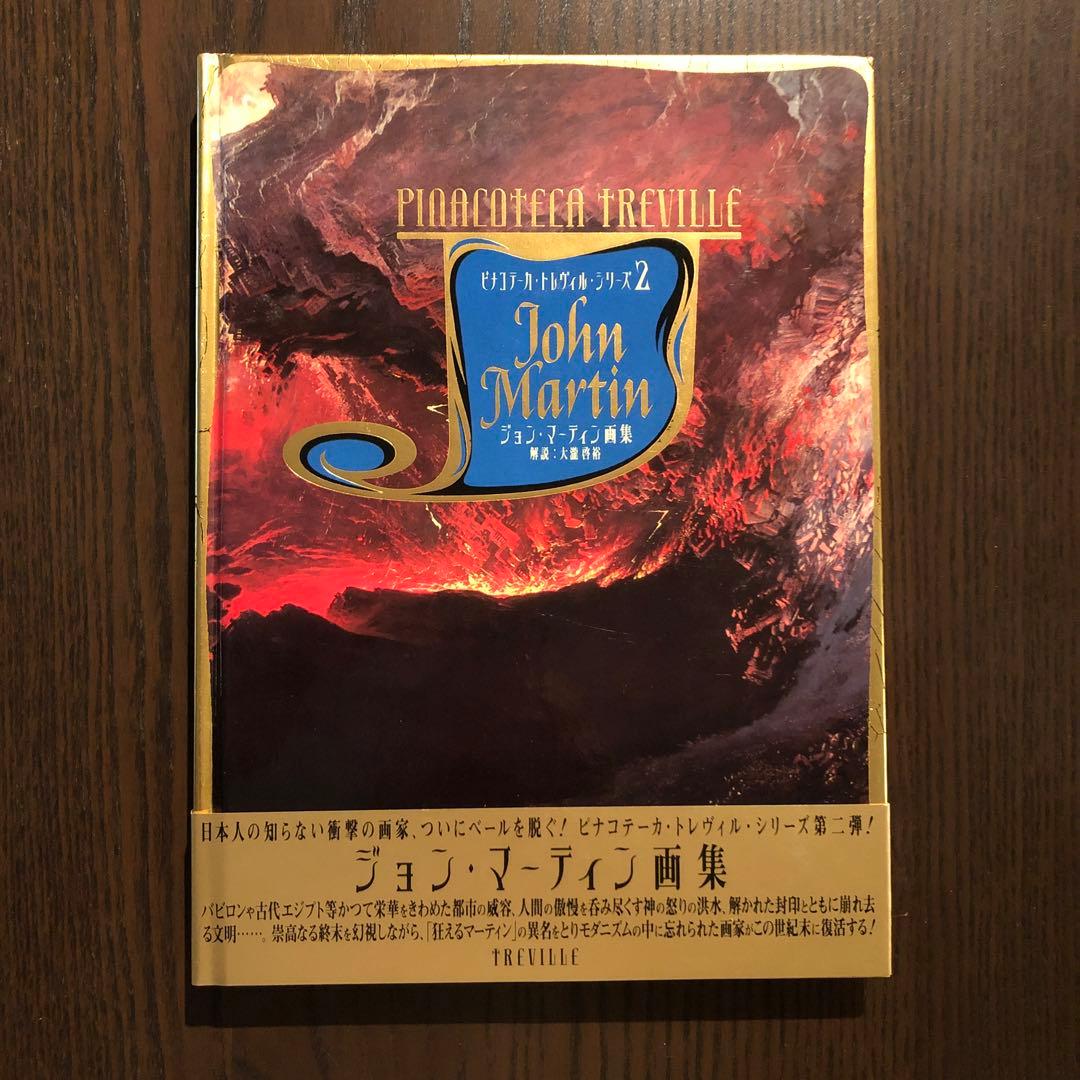 PINACOTECA TREVILLE
ピナコテーカ・トレヴィル・シリーズ2
John
Martin
ジョン・マーティン画集
解説：大瀧啓裕
日本人の知らない衝撃の画家、ついにベールを脱ぐ！ ピナコテーカ・トレヴィル・シリーズ第二弾！
ジョン・マーティン画集
バビロンや古代エジプト等かつて栄華をきわめた都市の威容、人間の傲慢を呑み尽くす神の怒りの洪水、解かれた封印とともに崩れ去
る文明……。崇高なる終末を幻視しながら、「狂えるマーティン」の異名をとりモダニズムの中に忘れられた画家がこの世紀末に復活する！
TREVILLE